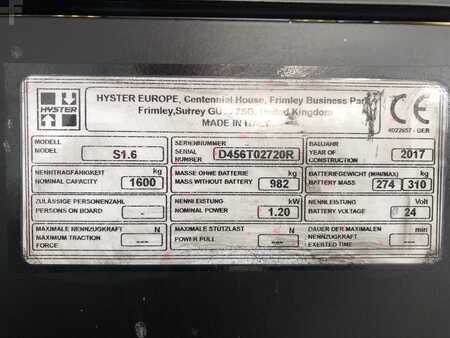 HYSTER
HYSTER EUROPE, Centennial House, Frimley Business Park
Frimley, Surrey GU16 7SG, United Kingdom
MADE IN ITALY
CE
4022957 - GER
MODELL
MODEL
S1.6
SERIENNUMMER
SERIAL NUMBER
D456T02720R
BAUJAHR
YEAR OF CONSTRUCTION
2017
NENNTRAGFÄHIGKEIT kg
NOMINAL CAPACITY
1600
MASSE OHNE BATTERIE kg
MASS WITHOUT BATTERY
982
BATTERIEGEWICHT (MIN/MAX) kg
BATTERY MASS
274 310
ZULÄSSIGE PERSONENZAHL
PERSONS ON BOARD -
---
NENNLEISTUNG kW
NOMINAL POWER
1.20
NENNLEISTUNG Volt
BATTERY VOLTAGE
24
MAXIMALE NENNZUGKRAFT N
MAXIMUM TRACTION FORCE
---
MAXIMALE STÜTZLAST N
POWER PULL
---
DAUER DER MAXIMALEN NENNZUGKRAFT min
EXERTED TIME
---